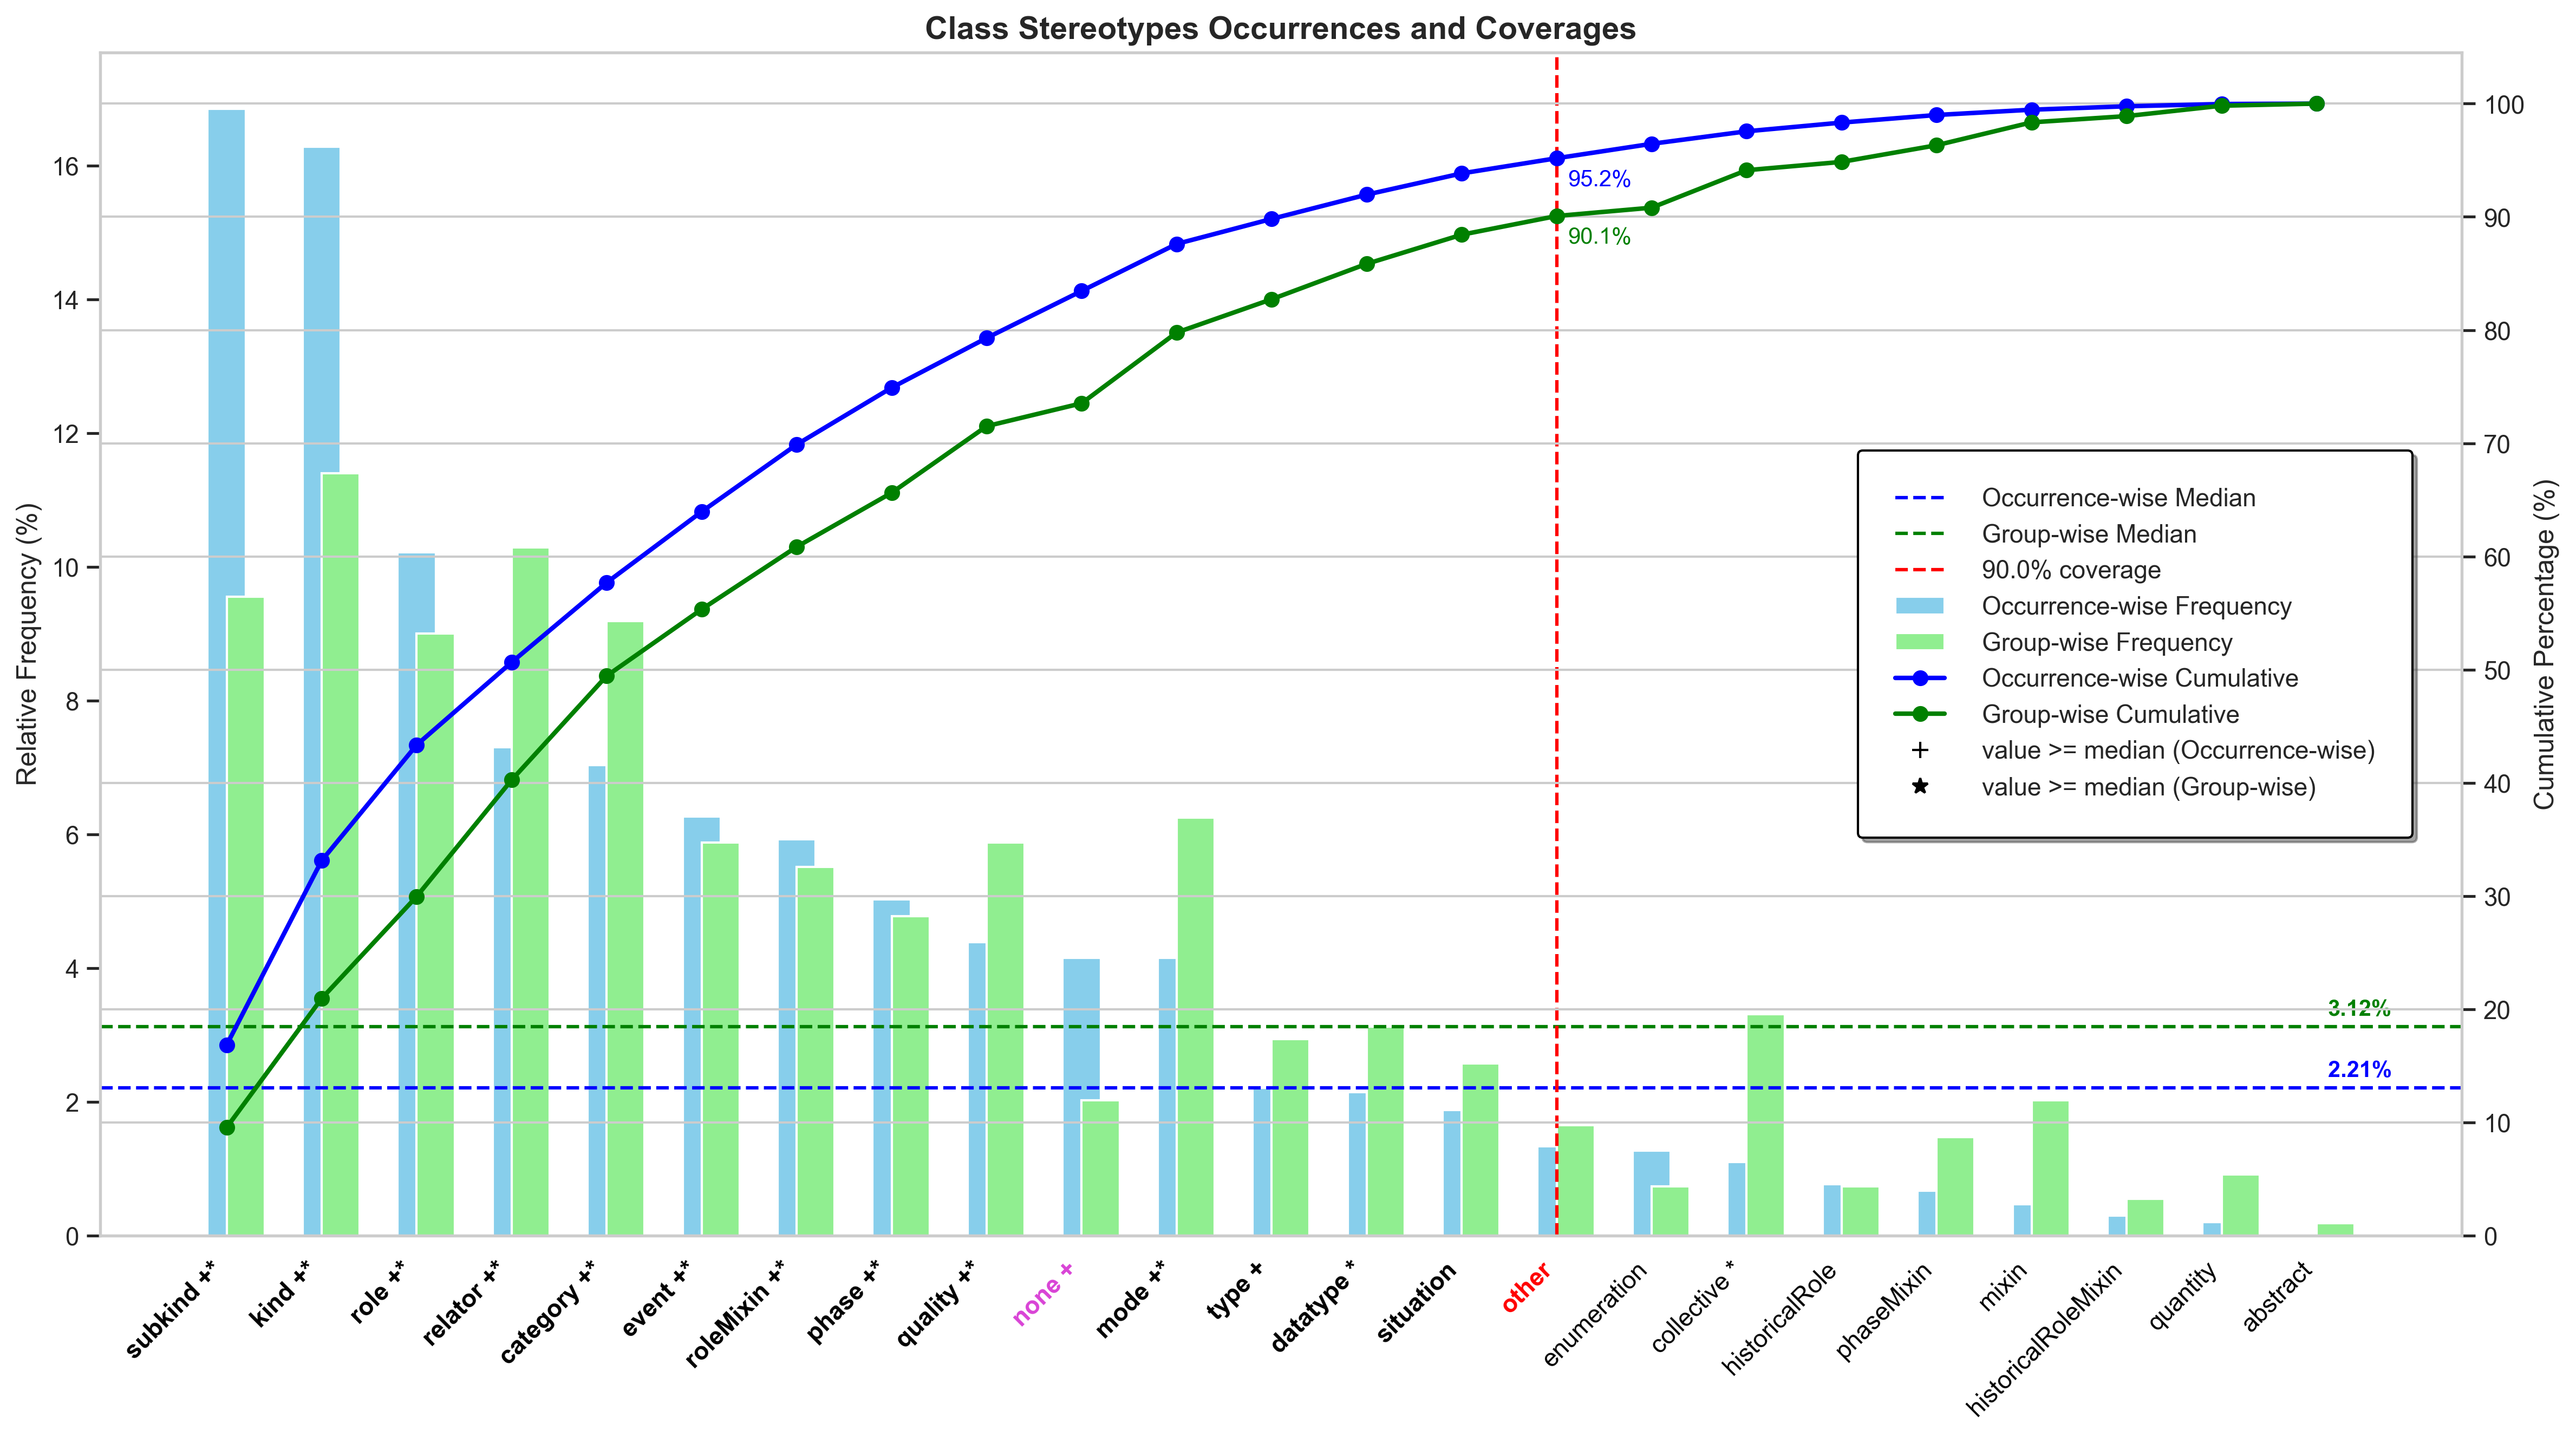 Class Stereotypes Occurrences and Coverages
Relative Frequency (%)
16
14
12
10
8
6
4
2
0
100
90
80
70
60
50
40
30
20
10
0
Cumulative Percentage (%)
95.2%
90.1%
3.12%
2.21%
Occurrence-wise Median
Group-wise Median
90.0% coverage
Occurrence-wise Frequency
Group-wise Frequency
Occurrence-wise Cumulative
Group-wise Cumulative
value >= median (Occurrence-wise)
value >= median (Group-wise)
subkind +*
kind +*
role +*
relator +*
category +*
event +*
roleMixin +*
phase +*
quality +*
none +
mode +*
type +
datatype *
situation
other
enumeration
collective *
historicalRole
phaseMixin
mixin
historicalRoleMixin
quantity
abstract